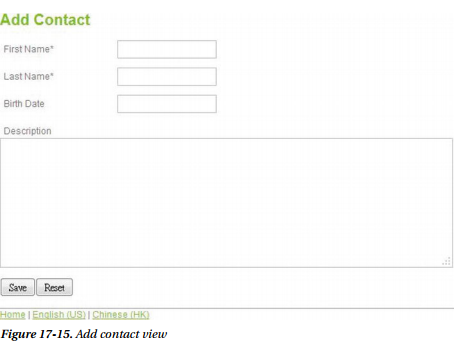 Add Contact
First Name*
Last Name*
Birth Date
Description
Save Reset
Home | English (US) | Chinese (HK)
Figure 17-15. Add contact view